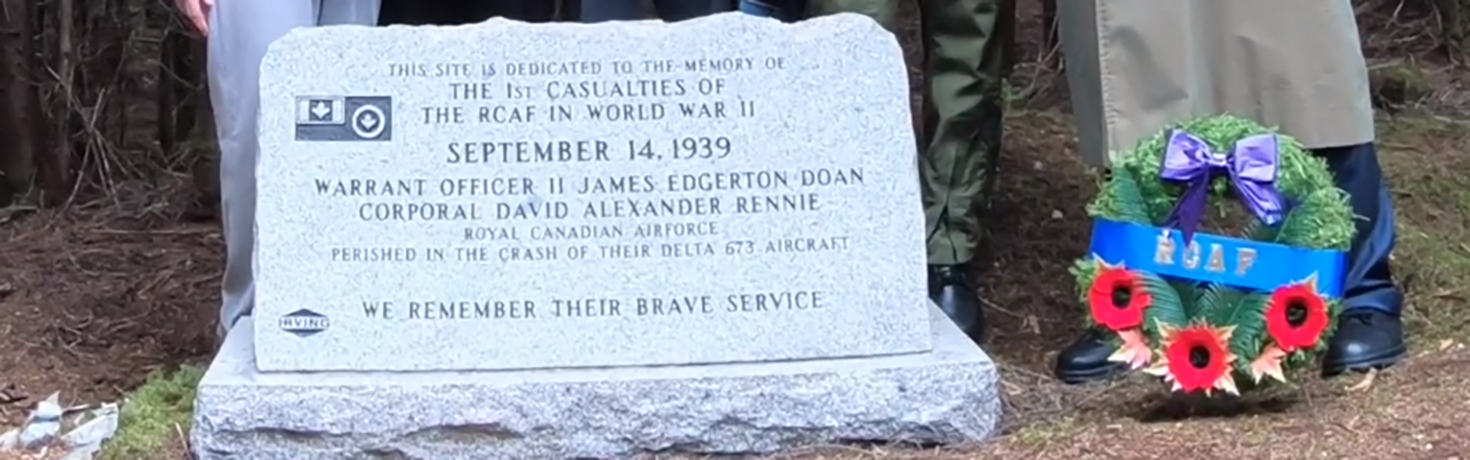 THIS SITE IS DEDICATED TO THE MEMORY OF
THE 1ST CASUALTIES OF
THE RCAF IN WORLD WAR II
SEPTEMBER 14, 1939
WARRANT OFFICER II JAMES EDGERTON DOAN
CORPORAL DAVID ALEXANDER RENNIE
ROYAL CANADIAN AIRFORCE
PERISHED IN THE CRASH OF THEIR DELTA 673 AIRCRAFT
WE REMEMBER THEIR BRAVE SERVICE
IRVING
RCAF